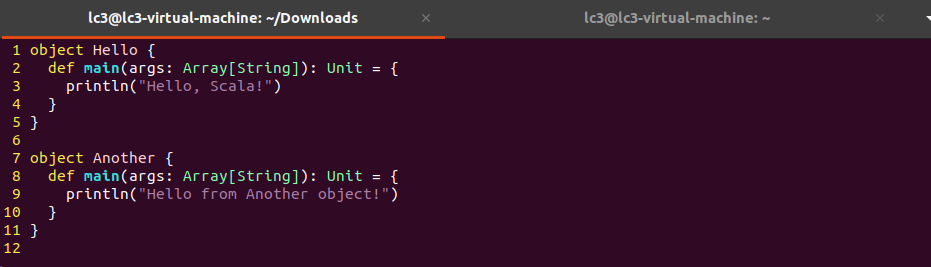 lc3@lc3-virtual-machine: ~/Downloads × lc3@lc3-virtual-machine: ~ ×
1 object Hello {
2   def main(args: Array[String]): Unit = {
3     println("Hello, Scala!")
4   }
5 }
6
7 object Another {
8   def main(args: Array[String]): Unit = {
9     println("Hello from Another object!")
10   }
11 }
12